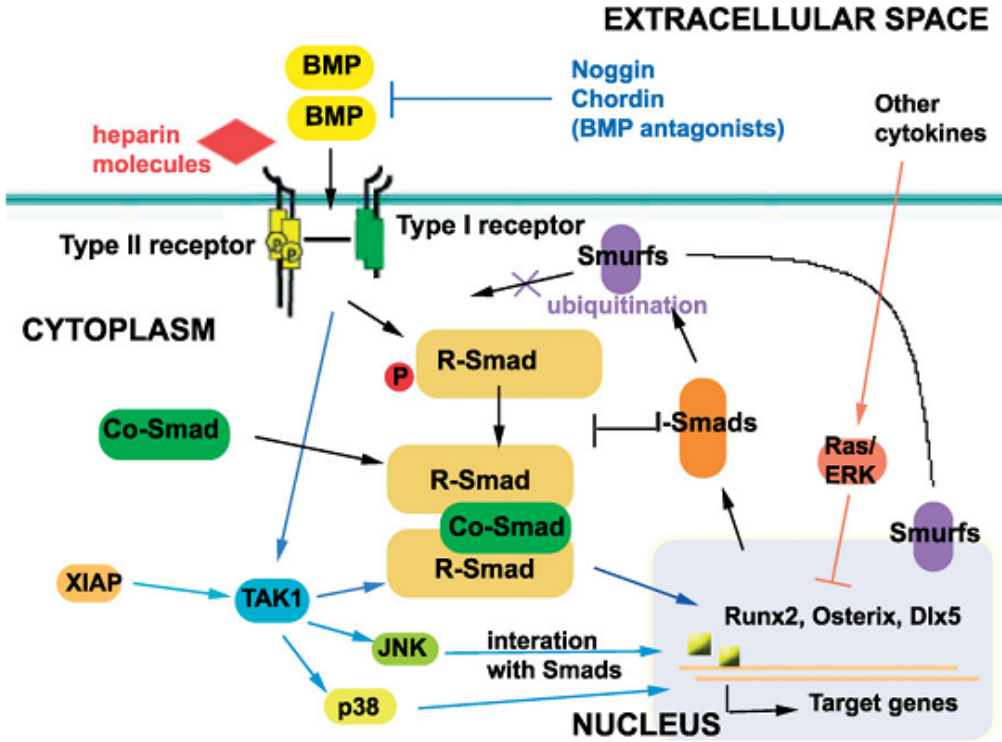 EXTRACELLULAR SPACE
BMP
BMP
Noggin
Chordin
(BMP antagonists)
Other
cytokines
heparin
molecules
Type II receptor
P
P
Type I receptor
Smurfs
ubiquitination
CYTOPLASM
R-Smad
P
Co-Smad
R-Smad
Co-Smad
R-Smad
I-Smads
Ras/
ERK
Smurfs
XIAP
TAK1
JNK
interation
with Smads
p38
Runx2, Osterix, Dlx5
Target genes
NUCLEUS